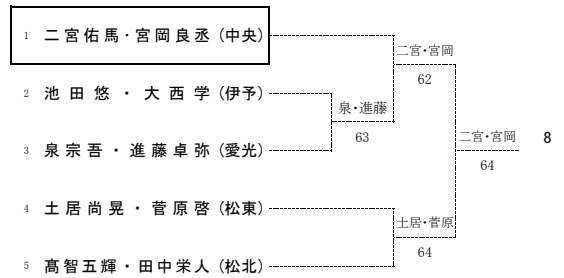 1 二宮佑馬・宮岡良丞（中央）
二宮・宮岡
62
2 池田悠・大西学（伊予）
泉・進藤
63
二宮・宮岡 8
64
3 泉宗吾・進藤卓弥（愛光）
4 土居尚晃・菅原啓（松東）
土居・菅原
64
5 髙智五輝・田中栄人（松北）